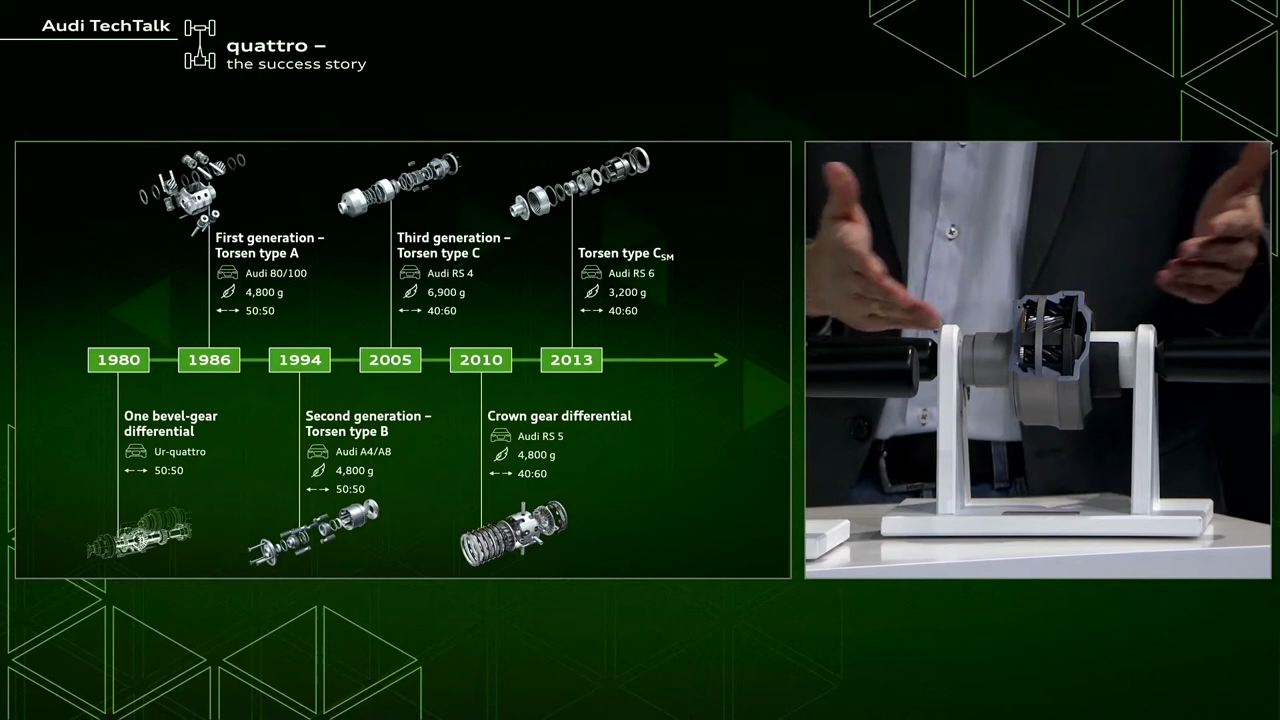 Audi TechTalk
quattro –
the success story
First generation –
Torsen type A
Audi 80/100
4,800 g
50:50
Third generation –
Torsen type C
Audi RS 4
6,900 g
40:60
Torsen type CSM
Audi RS 6
3,200 g
40:60
1980
1986
1994
2005
2010
2013
One bevel-gear
differential
Ur-quattro
50:50
Second generation –
Torsen type B
Audi A4/A8
4,800 g
50:50
Crown gear differential
Audi RS 5
4,800 g
40:60